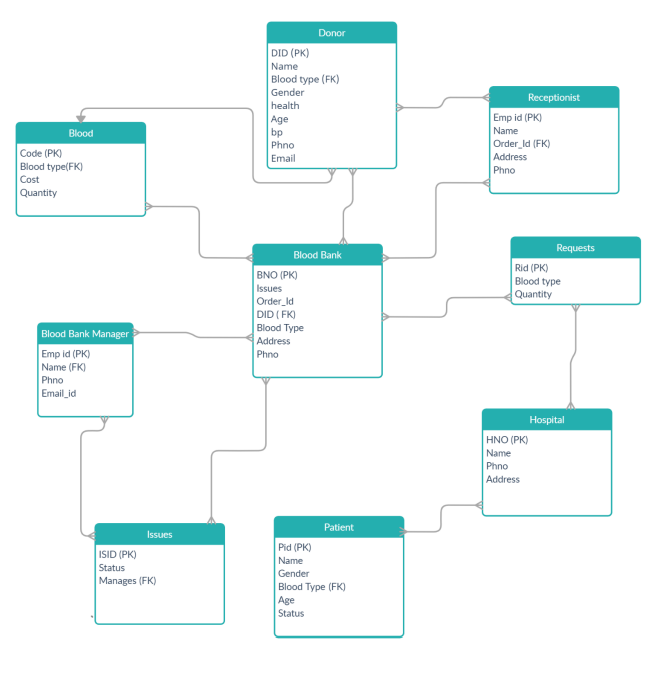 Donor
DID (PK)
Name
Blood type (FK)
Gender
health
Age
bp
Phno
Email
Receptionist
Emp id (PK)
Name
Order_Id (FK)
Address
Phno
Blood
Code (PK)
Blood type(FK)
Cost
Quantity
Blood Bank
BNO (PK)
Issues
Order_Id
DID ( FK)
Blood Type
Address
Phno
Requests
Rid (PK)
Blood type
Quantity
Blood Bank Manager
Emp id (PK)
Name (FK)
Phno
Email_id
Hospital
HNO (PK)
Name
Phno
Address
Issues
ISID (PK)
Status
Manages (FK)
Patient
Pid (PK)
Name
Gender
Blood Type (FK)
Age
Status